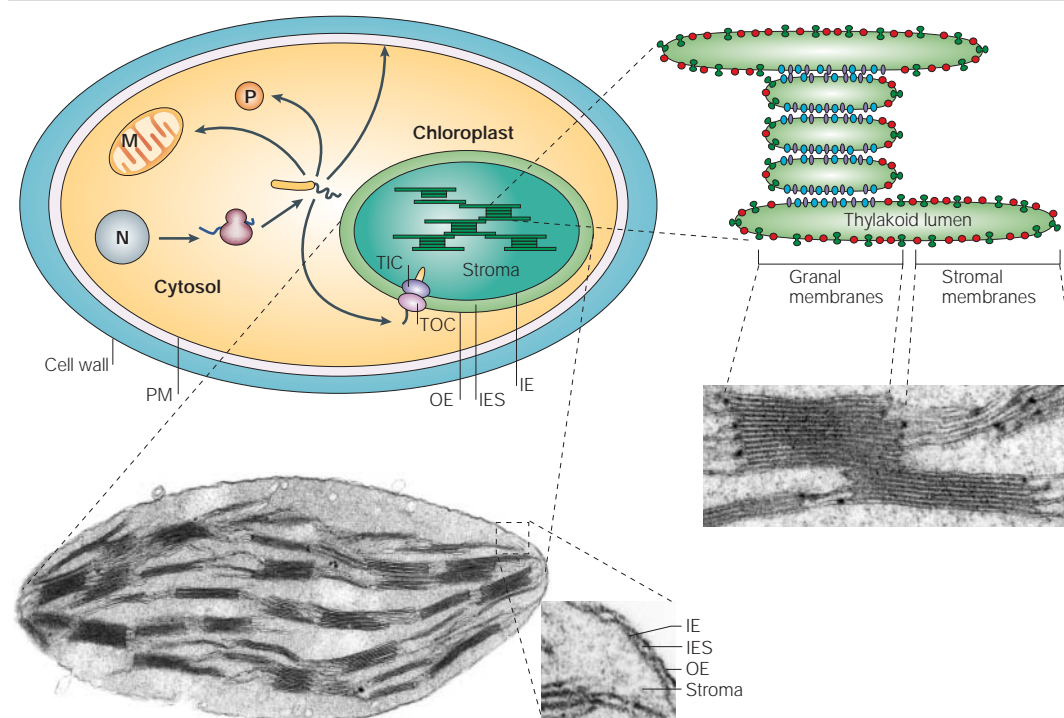 P
M
Chloroplast
N
Cytosol
TIC
Stroma
TOC
Cell wall
PM
OE
IES
IE
Thylakoid lumen
Granal
membranes
Stromal
membranes
IE
IES
OE
Stroma